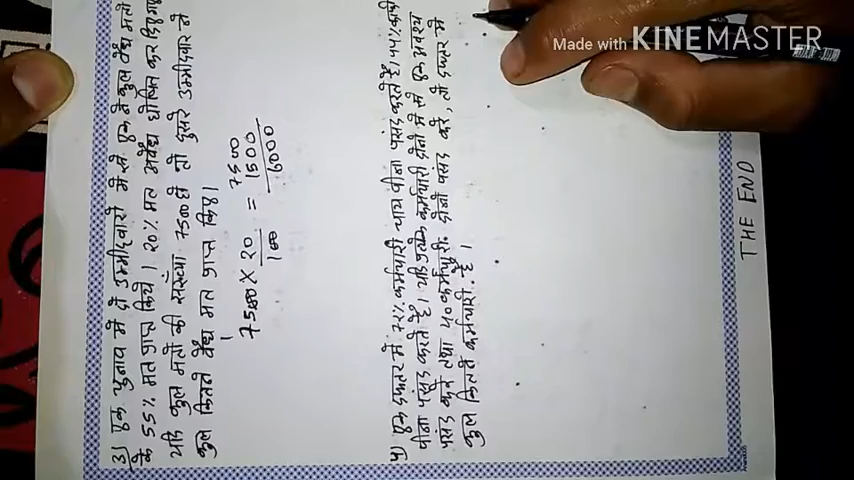 3) एक चुनाव में दो उम्मीदवारों में से एक ने कुल वैध मतों
के 55% मत प्राप्त किये। 20% मत अवैध घोषित कर दिए गए
यदि कुल मतों की संख्याँ 7500 है तो दुसरे उम्मीदवार ने
कुल कितने वैध मत प्राप्त किए।
7500 X 20/100 = 7500
1500
6000
4) एक दफ्तर में 72% कर्मचारी चाय पीना पसंद करते है। 44% कॉफी
पीना पसंद करते है। यदि प्रत्येक कर्मचारी दोनो में से एक अवश्य
पसंद करे तथा 40 कर्मचारी दोनो पसंद करे, तो दफ्तर में
कुल कितने कर्मचारी है।
THE END
Made with KINEMASTER